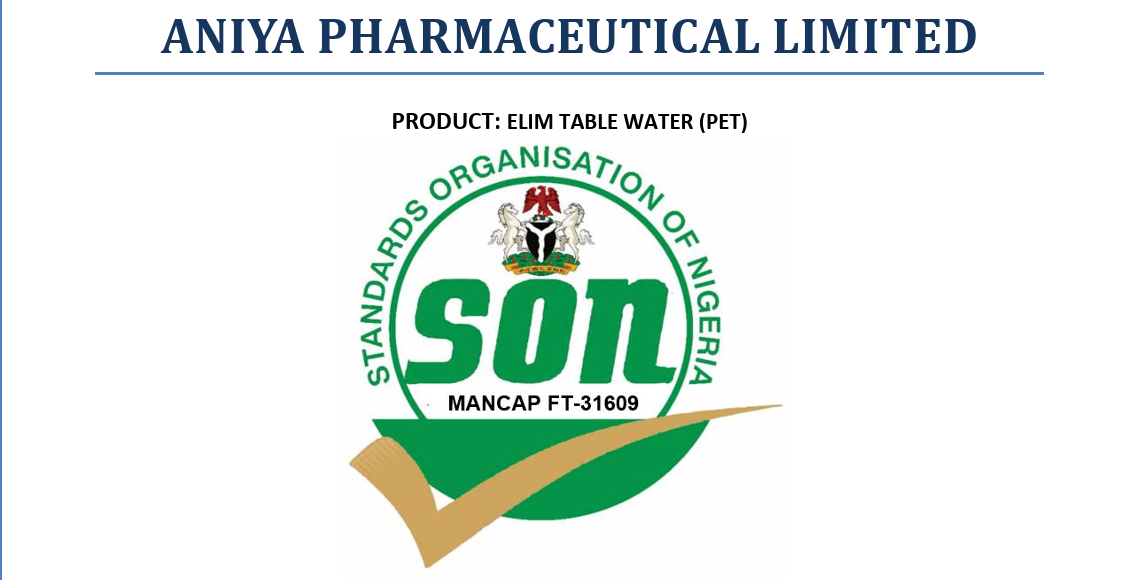 ANIYA PHARMACEUTICAL LIMITED
PRODUCT: ELIM TABLE WATER (PET)
STANDARDS ORGANISATION OF NIGERIA
SON
MANCAP FT-31609